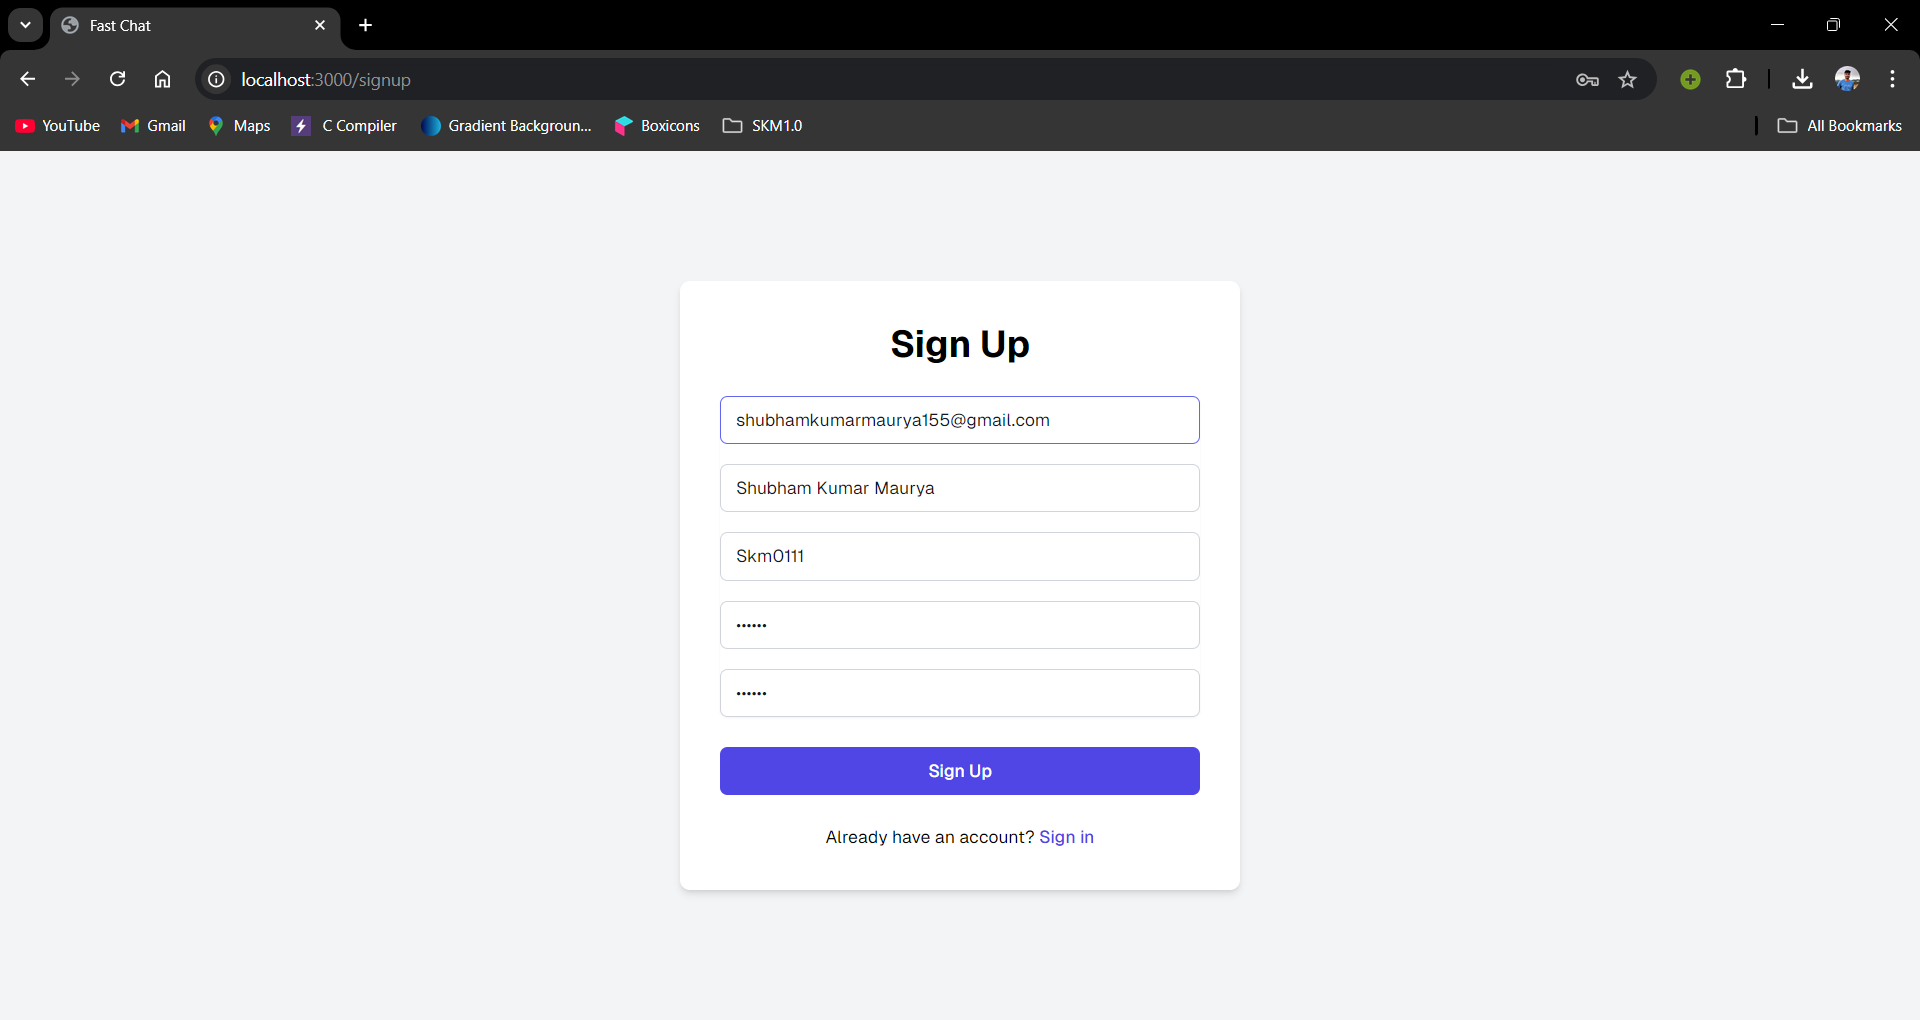 Fast Chat
localhost:3000/signup
YouTube Gmail Maps C Compiler Gradient Backgroun... Boxicons SKM1.0 All Bookmarks
Sign Up
shubhamkumarmaurya155@gmail.com
Shubham Kumar Maurya
Skm0111
••••••
••••••
Sign Up
Already have an account? Sign in